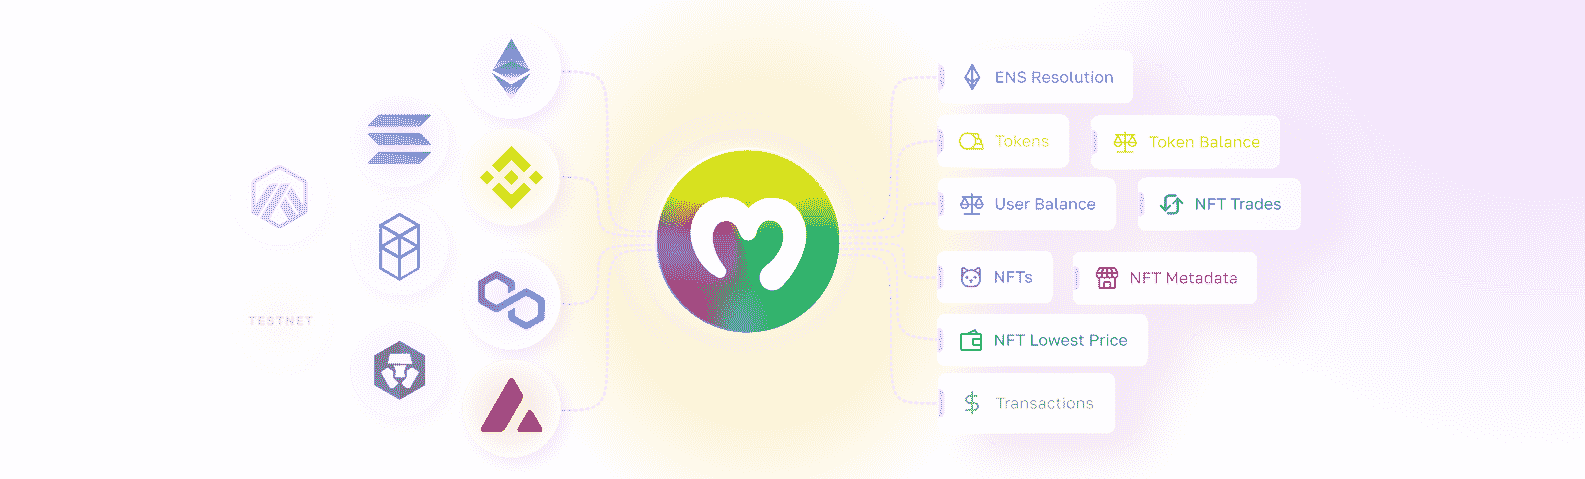 ENS Resolution
Tokens
Token Balance
User Balance
NFT Trades
NFTs
NFT Metadata
TESTNET
NFT Lowest Price
Transactions